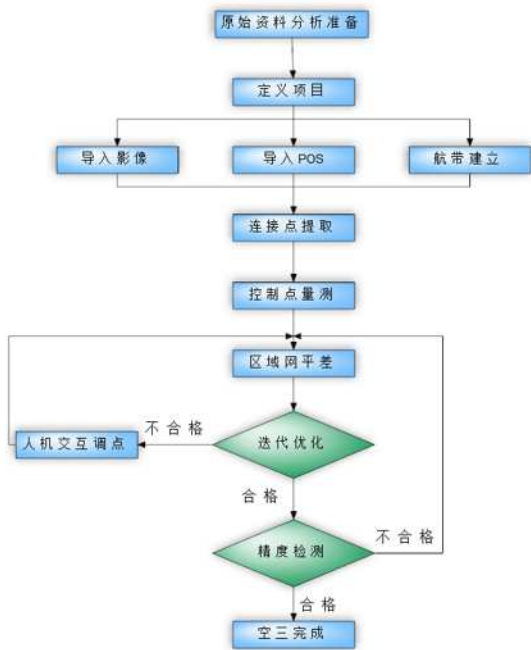 原始资料分析准备
定义项目
导入影像
导入POS
航带建立
连接点提取
控制点量测
区域网平差
不合格
人机交互调点
迭代优化
合格
不合格
精度检测
合格
空三完成